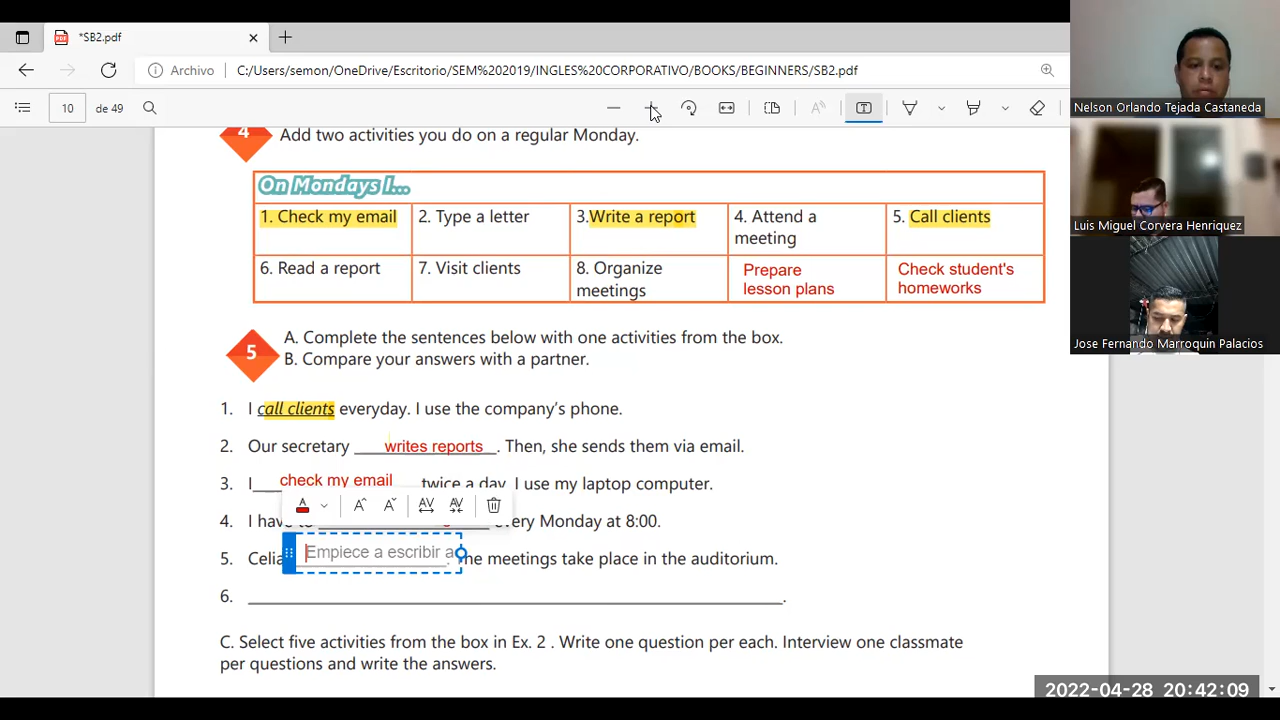 *SB2.pdf
Archivo C:/Users/semon/OneDrive/Escritorio/SEM%202019/INGLES%20CORPORATIVO/BOOKS/BEGINNERS/SB2.pdf
10 de 49
Nelson Orlando Tejada Castaneda
Luis Miguel Corvera Henriquez
Jose Fernando Marroquin Palacios
4 Add two activities you do on a regular Monday.
On Mondays I...
1. Check my email 2. Type a letter 3.Write a report 4. Attend a meeting 5. Call clients
6. Read a report 7. Visit clients 8. Organize meetings Prepare lesson plans Check student's homeworks
5 A. Complete the sentences below with one activities from the box.
B. Compare your answers with a partner.
1. I call clients everyday. I use the company’s phone.
2. Our secretary writes reports. Then, she sends them via email.
3. I check my email twice a day. I use my laptop computer.
4. I have to every Monday at 8:00.
5. Celia Empiece a escribir a The meetings take place in the auditorium.
6. .
C. Select five activities from the box in Ex. 2 . Write one question per each. Interview one classmate
per questions and write the answers.
2022-04-28 20:42:09